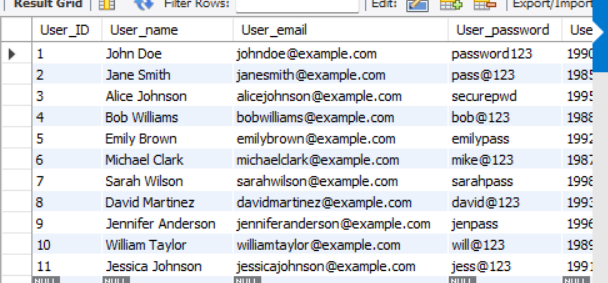 Result Grid Filter Rows: Edit: Export/Import
User_ID User_name User_email User_password Use
1 John Doe johndoe@example.com password123 1990
2 Jane Smith janesmith@example.com pass@123 1985
3 Alice Johnson alicejohnson@example.com securepwd 1995
4 Bob Williams bobwilliams@example.com bob@123 1988
5 Emily Brown emilybrown@example.com emilypass 1992
6 Michael Clark michaelclark@example.com mike@123 1987
7 Sarah Wilson sarahwilson@example.com sarahpass 1998
8 David Martinez davidmartinez@example.com david@123 1993
9 Jennifer Anderson jenniferanderson@example.com jenpass 1996
10 William Taylor williamtaylor@example.com will@123 1989
11 Jessica Johnson jessicajohnson@example.com jess@123 1991
NULL NULL NULL NULL NULL